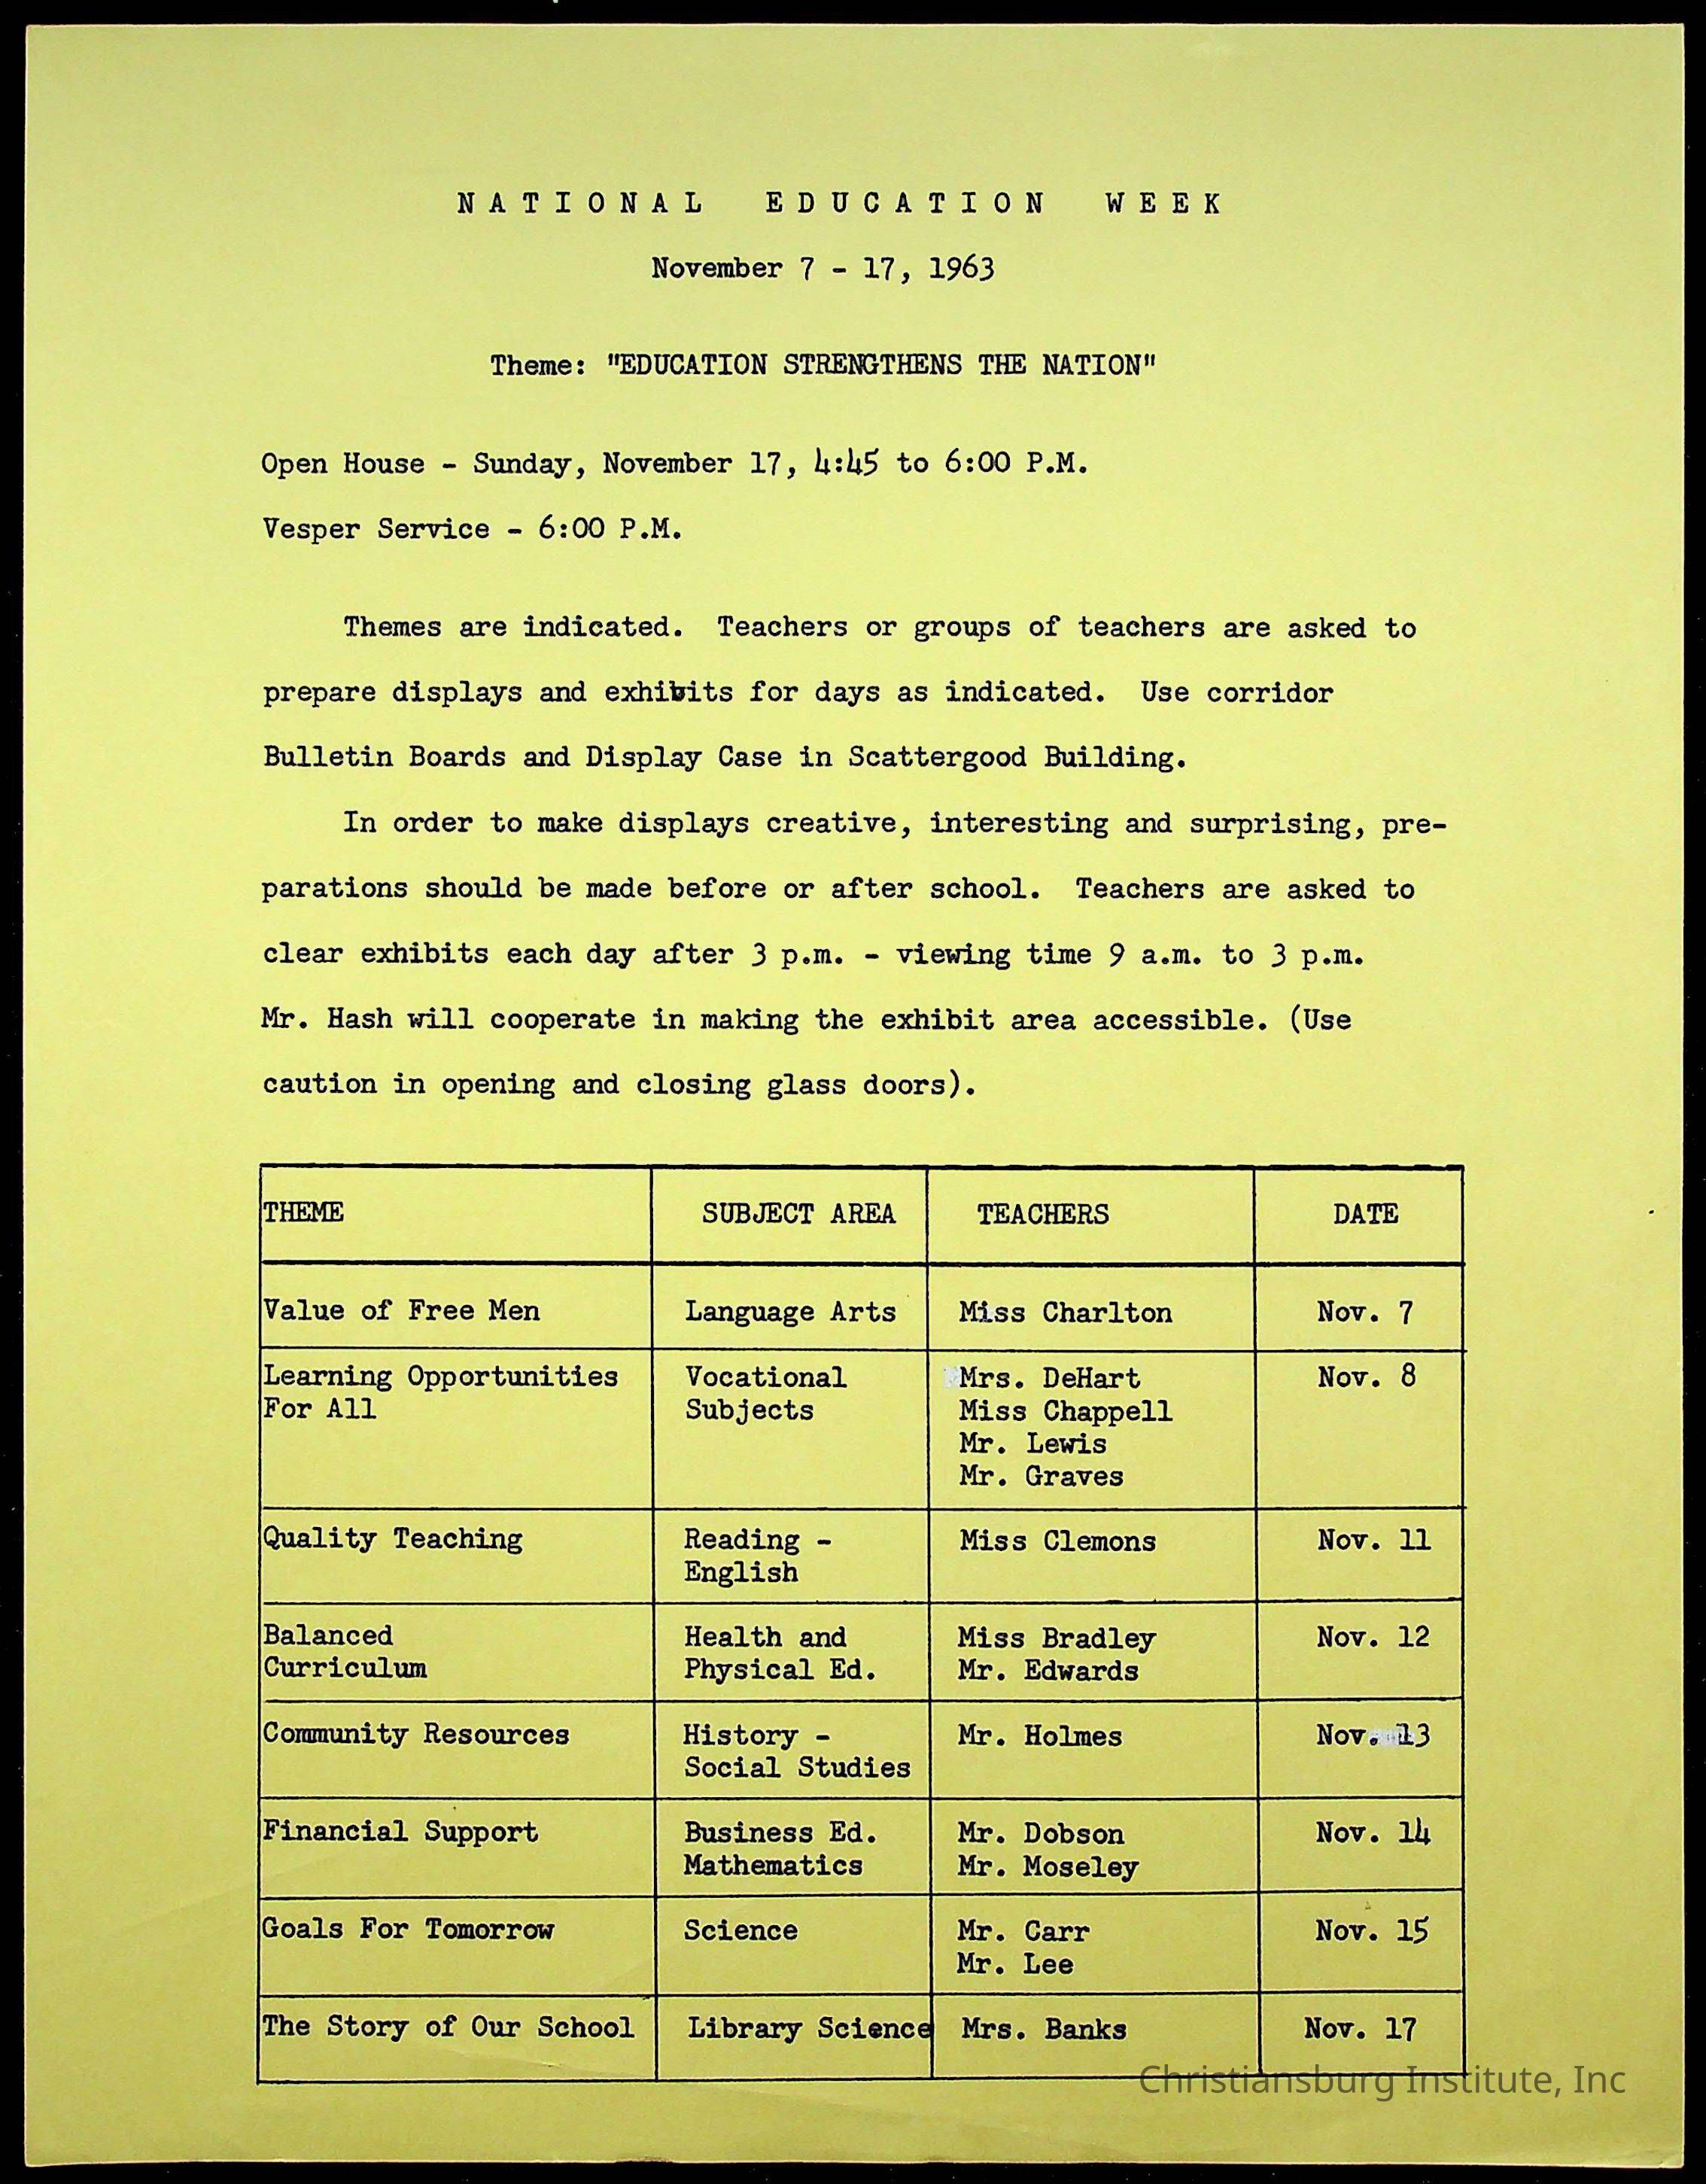 NATIONAL EDUCATION WEEK
November 7 - 17, 1963
Theme: "EDUCATION STRENGTHENS THE NATION"
Open House - Sunday, November 17, 4:45 to 6:00 P.M.
Vesper Service - 6:00 P.M.
Themes are indicated. Teachers or groups of teachers are asked to
prepare displays and exhibits for days as indicated. Use corridor
Bulletin Boards and Display Case in Scattergood Building.
In order to make displays creative, interesting and surprising, pre-
parations should be made before or after school. Teachers are asked to
clear exhibits each day after 3 p.m. - viewing time 9 a.m. to 3 p.m.
Mr. Hash will cooperate in making the exhibit area accessible. (Use
caution in opening and closing glass doors).
THEME SUBJECT AREA TEACHERS DATE
Value of Free Men Language Arts Miss Charlton Nov. 7
Learning Opportunities Vocational Mrs. DeHart Nov. 8
For All Subjects Miss Chappell
Mr. Lewis
Mr. Graves
Quality Teaching Reading - Miss Clemons Nov. 11
English
Balanced Health and Miss Bradley Nov. 12
Curriculum Physical Ed. Mr. Edwards
Community Resources History - Mr. Holmes Nov. 13
Social Studies
Financial Support Business Ed. Mr. Dobson Nov. 14
Mathematics Mr. Moseley
Goals For Tomorrow Science Mr. Carr Nov. 15
Mr. Lee
The Story of Our School Library Science Mrs. Banks Nov. 17
Christiansburg Institute, Inc